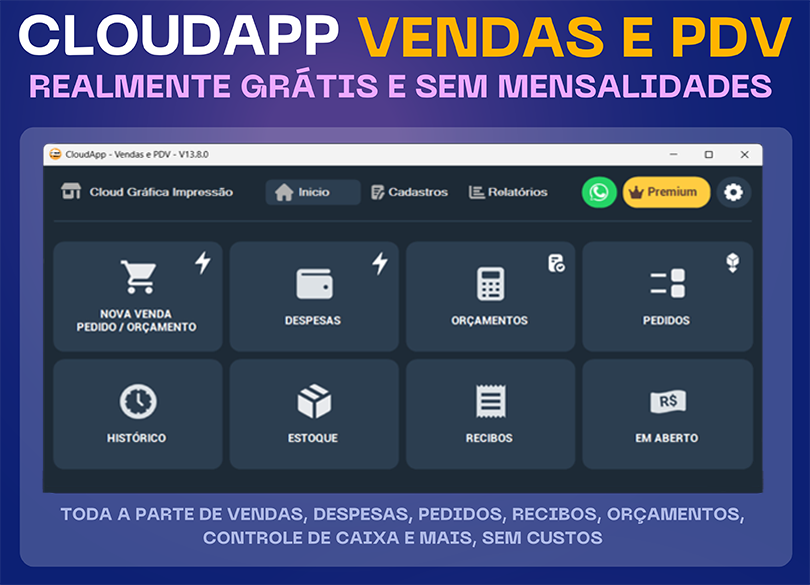 CLOUDAPP VENDAS E PDV
REALMENTE GRÁTIS E SEM MENSALIDADES
CloudApp - Vendas e PDV - V13.8.0
Cloud Gráfica Impressão Inicio Cadastros Relatórios Premium
NOVA VENDA
PEDIDO / ORÇAMENTO
DESPESAS
ORÇAMENTOS
PEDIDOS
HISTÓRICO
ESTOQUE
RECIBOS
R$
EM ABERTO
TODA A PARTE DE VENDAS, DESPESAS, PEDIDOS, RECIBOS, ORÇAMENTOS,
CONTROLE DE CAIXA E MAIS, SEM CUSTOS